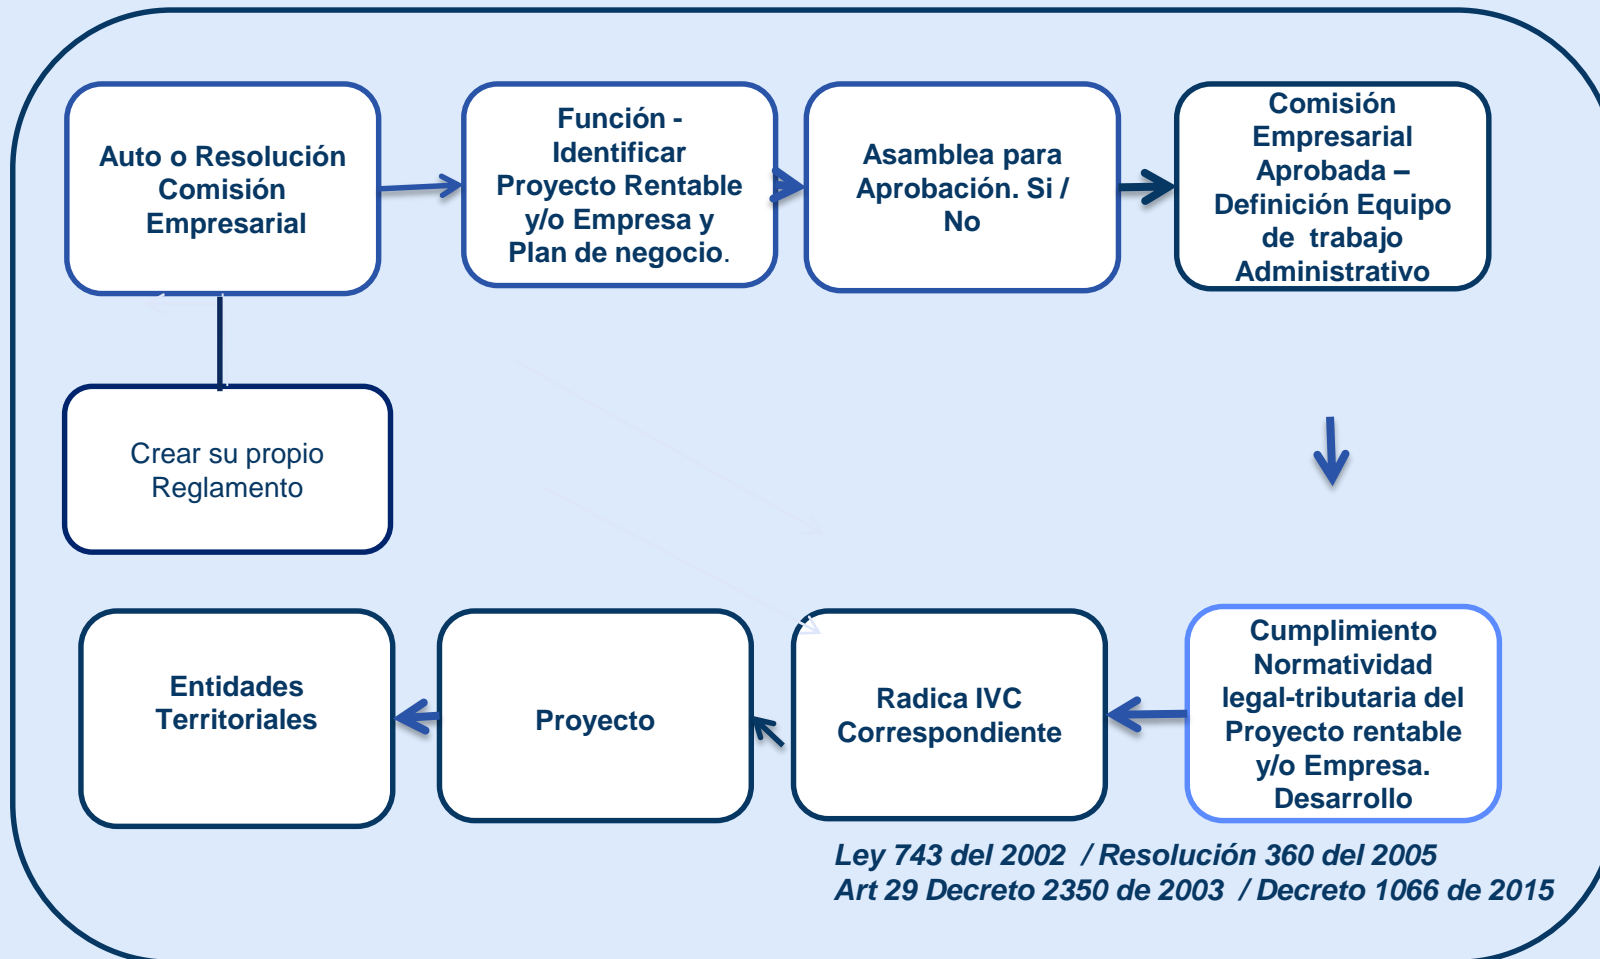 Auto o Resolución
Comisión
Empresarial
Función -
Identificar
Proyecto Rentable
y/o Empresa y
Plan de negocio.
Asamblea para
Aprobación. Si /
No
Comisión
Empresarial
Aprobada –
Definición Equipo
de trabajo
Administrativo
Crear su propio
Reglamento
Entidades
Territoriales
Proyecto
Radica IVC
Correspondiente
Cumplimiento
Normatividad
legal-tributaria del
Proyecto rentable
y/o Empresa.
Desarrollo
Ley 743 del 2002 / Resolución 360 del 2005
Art 29 Decreto 2350 de 2003 / Decreto 1066 de 2015